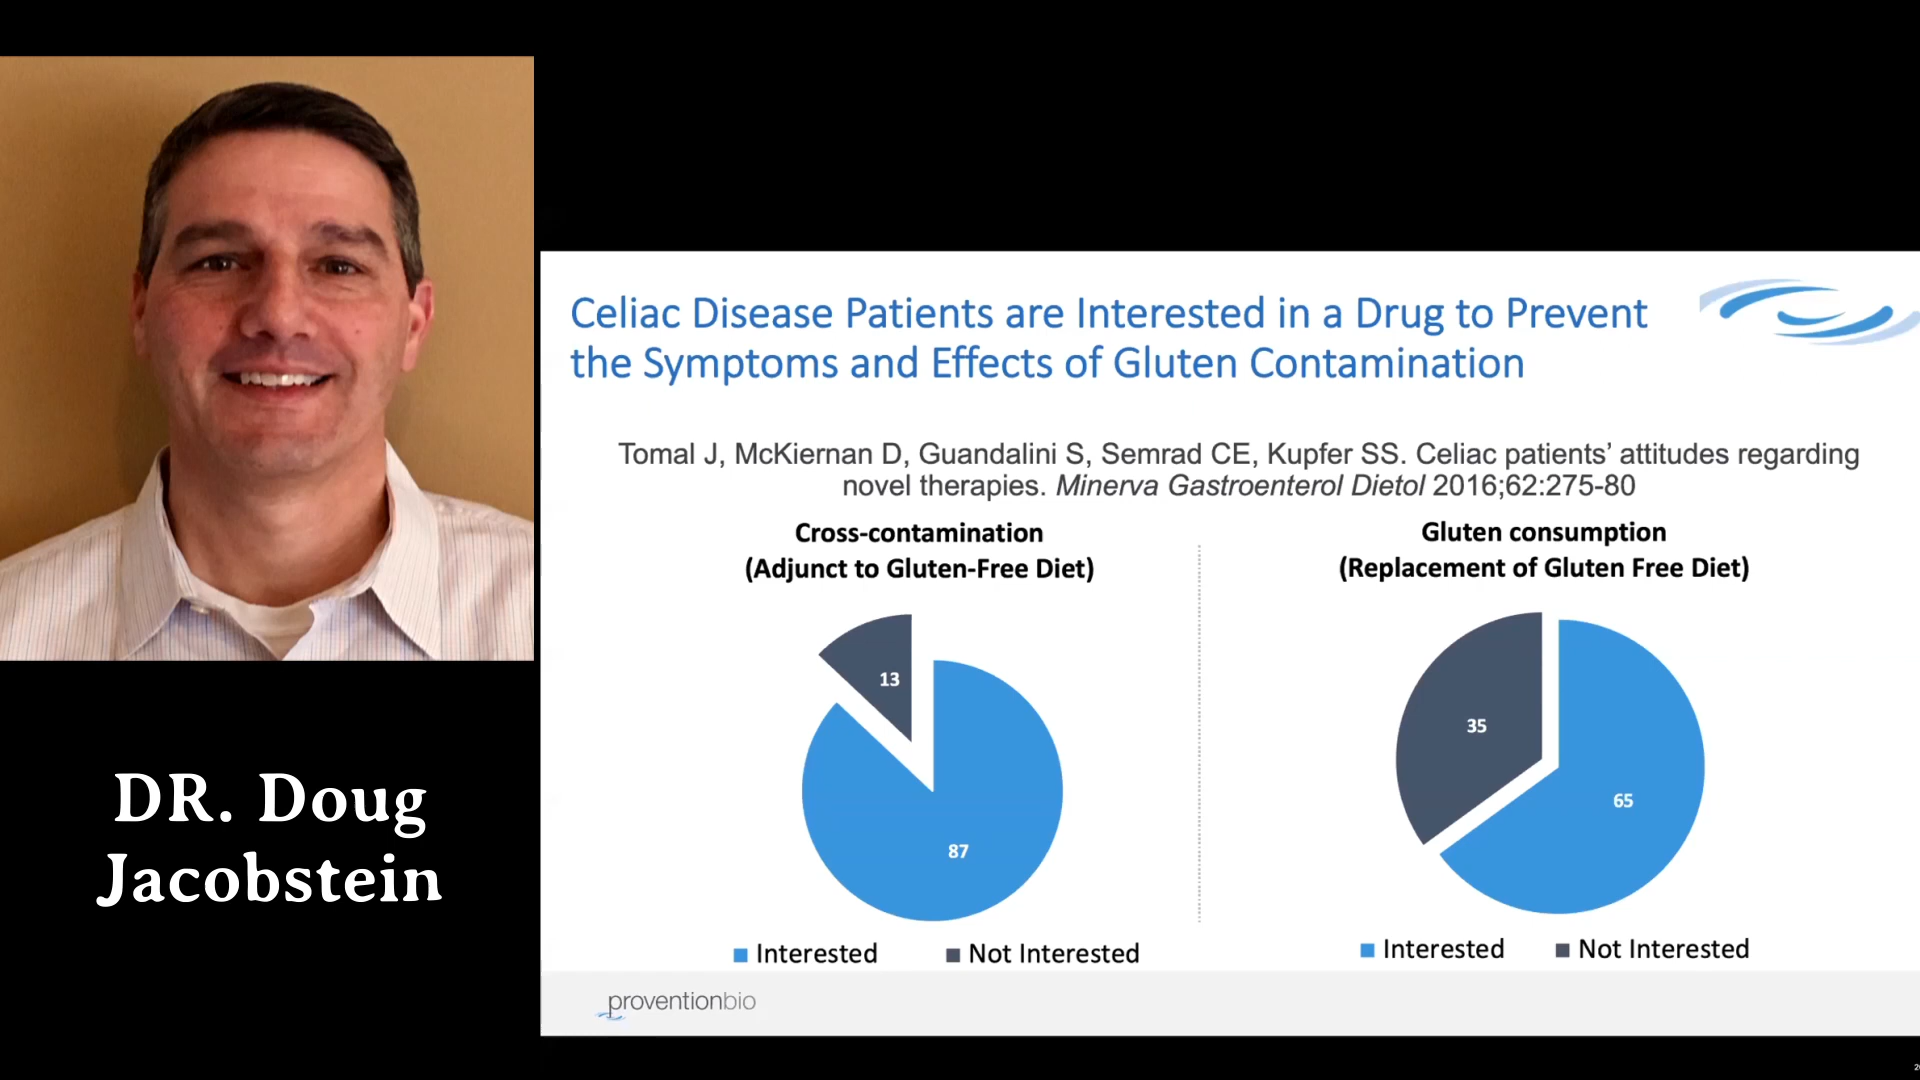 DR. Doug
Jacobstein
Celiac Disease Patients are Interested in a Drug to Prevent
the Symptoms and Effects of Gluten Contamination
Tomal J, McKiernan D, Guandalini S, Semrad CE, Kupfer SS. Celiac patients’ attitudes regarding
novel therapies. Minerva Gastroenterol Dietol 2016;62:275-80
Cross-contamination
(Adjunct to Gluten-Free Diet)
13
87
Interested
Not Interested
Gluten consumption
(Replacement of Gluten Free Diet)
35
65
Interested
Not Interested
proventionbio